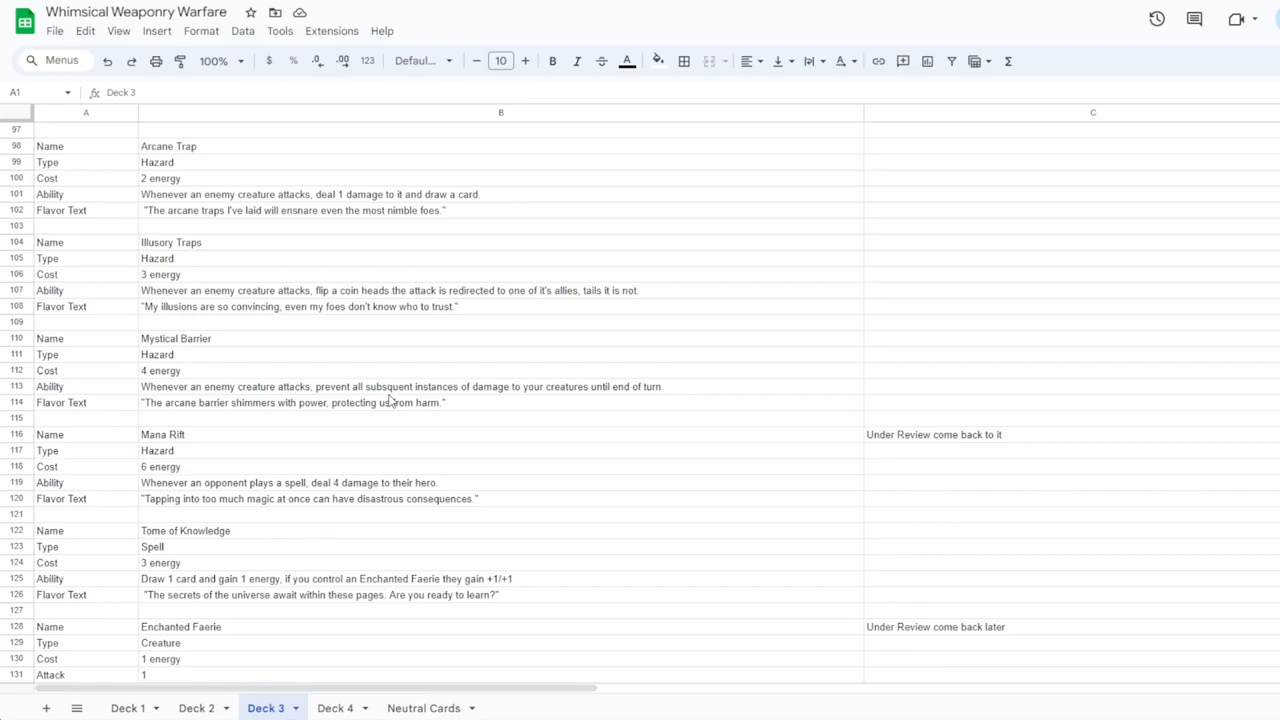 Whimsical Weaponry Warfare
File Edit View Insert Format Data Tools Extensions Help
Menus 100% $ % .0 .00 123 Defaul... − 10 + B I S A Σ
A1 fx Deck 3
A B C
97
98 Name Arcane Trap
99 Type Hazard
100 Cost 2 energy
101 Ability Whenever an enemy creature attacks, deal 1 damage to it and draw a card.
102 Flavor Text "The arcane traps I've laid will ensnare even the most nimble foes."
103
104 Name Illusory Traps
105 Type Hazard
106 Cost 3 energy
107 Ability Whenever an enemy creature attacks, flip a coin heads the attack is redirected to one of it's allies, tails it is not.
108 Flavor Text "My illusions are so convincing, even my foes don't know who to trust."
109
110 Name Mystical Barrier
111 Type Hazard
112 Cost 4 energy
113 Ability Whenever an enemy creature attacks, prevent all subsquent instances of damage to your creatures until end of turn.
114 Flavor Text "The arcane barrier shimmers with power, protecting us from harm."
115
116 Name Mana Rift Under Review come back to it
117 Type Hazard
118 Cost 6 energy
119 Ability Whenever an opponent plays a spell, deal 4 damage to their hero.
120 Flavor Text "Tapping into too much magic at once can have disastrous consequences."
121
122 Name Tome of Knowledge
123 Type Spell
124 Cost 3 energy
125 Ability Draw 1 card and gain 1 energy, if you control an Enchanted Faerie they gain +1/+1
126 Flavor Text "The secrets of the universe await within these pages. Are you ready to learn?"
127
128 Name Enchanted Faerie Under Review come back later
129 Type Creature
130 Cost 1 energy
131 Attack 1
+ Deck 1 Deck 2 Deck 3 Deck 4 Neutral Cards